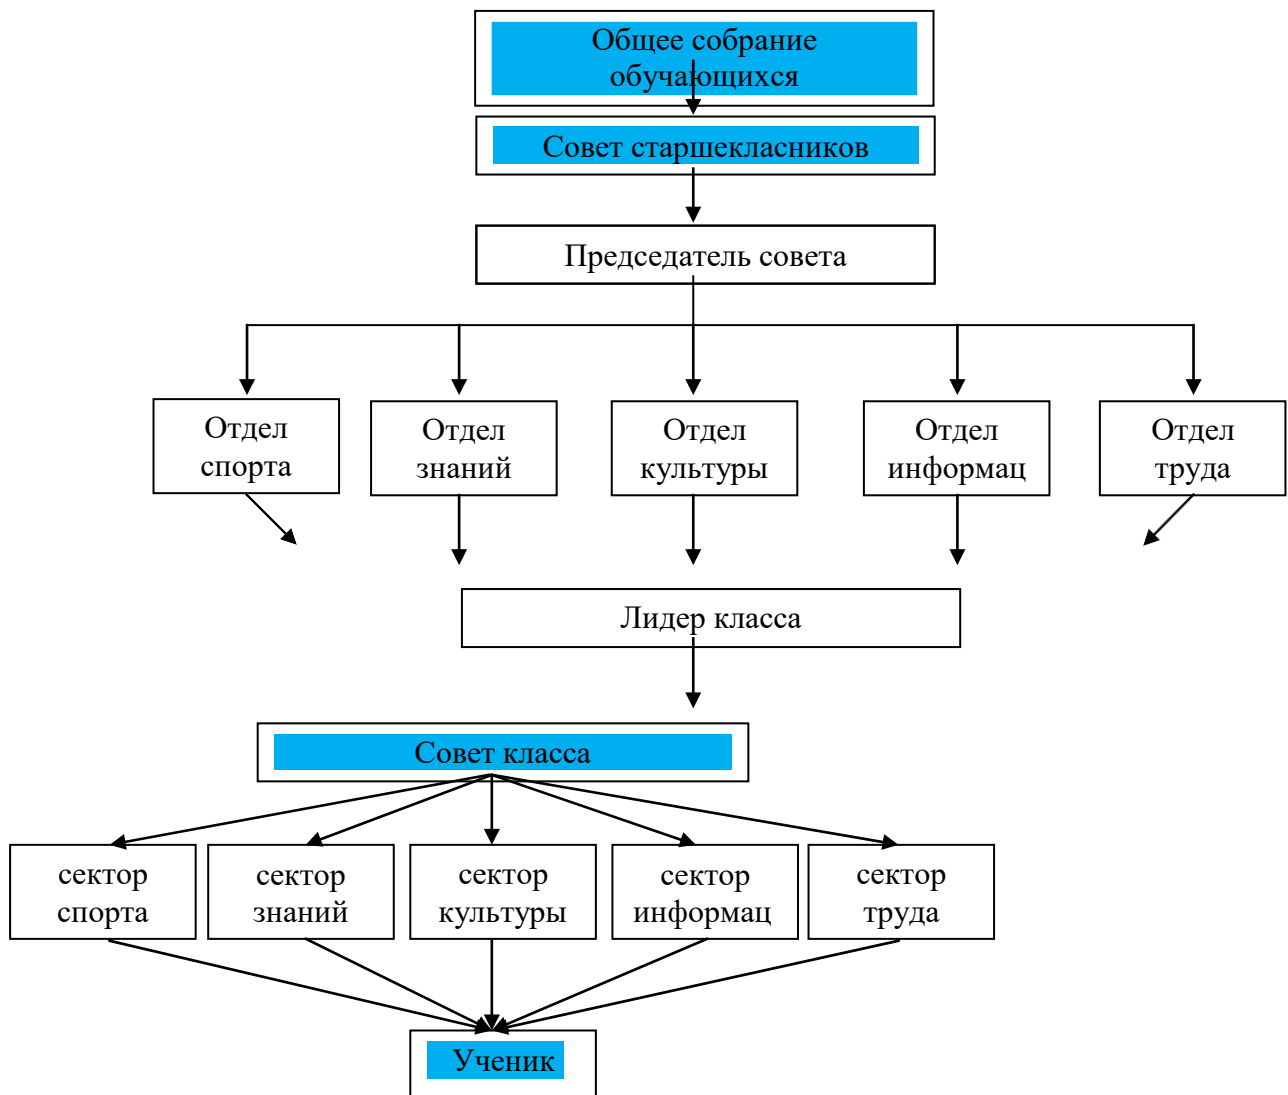 Общее собрание
обучающихся
Совет старшекласников
Председатель совета
Отдел
спорта
Отдел
знаний
Отдел
культуры
Отдел
информац
Отдел
труда
Лидер класса
Совет класса
сектор
спорта
сектор
знаний
сектор
культуры
сектор
информац
сектор
труда
Ученик